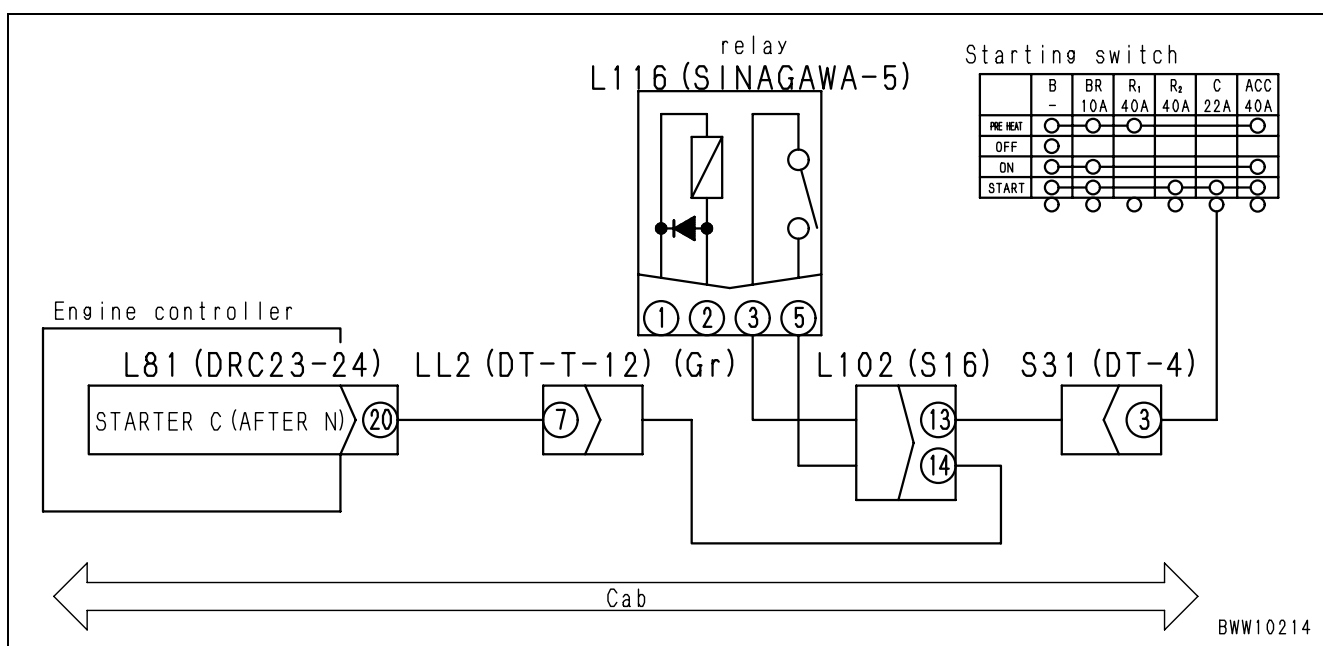 relay
L116 (SINAGAWA-5)
Starting switch
B BR R₁ R₂ C ACC
- 10A 40A 40A 22A 40A
PRE HEAT
OFF
ON
START
1 2 3 5
Engine controller
L81 (DRC23-24) LL2 (DT-T-12) (Gr) L102 (S16) S31 (DT-4)
STARTER C (AFTER N) 20 7 13 3
14
Cab
BWW10214